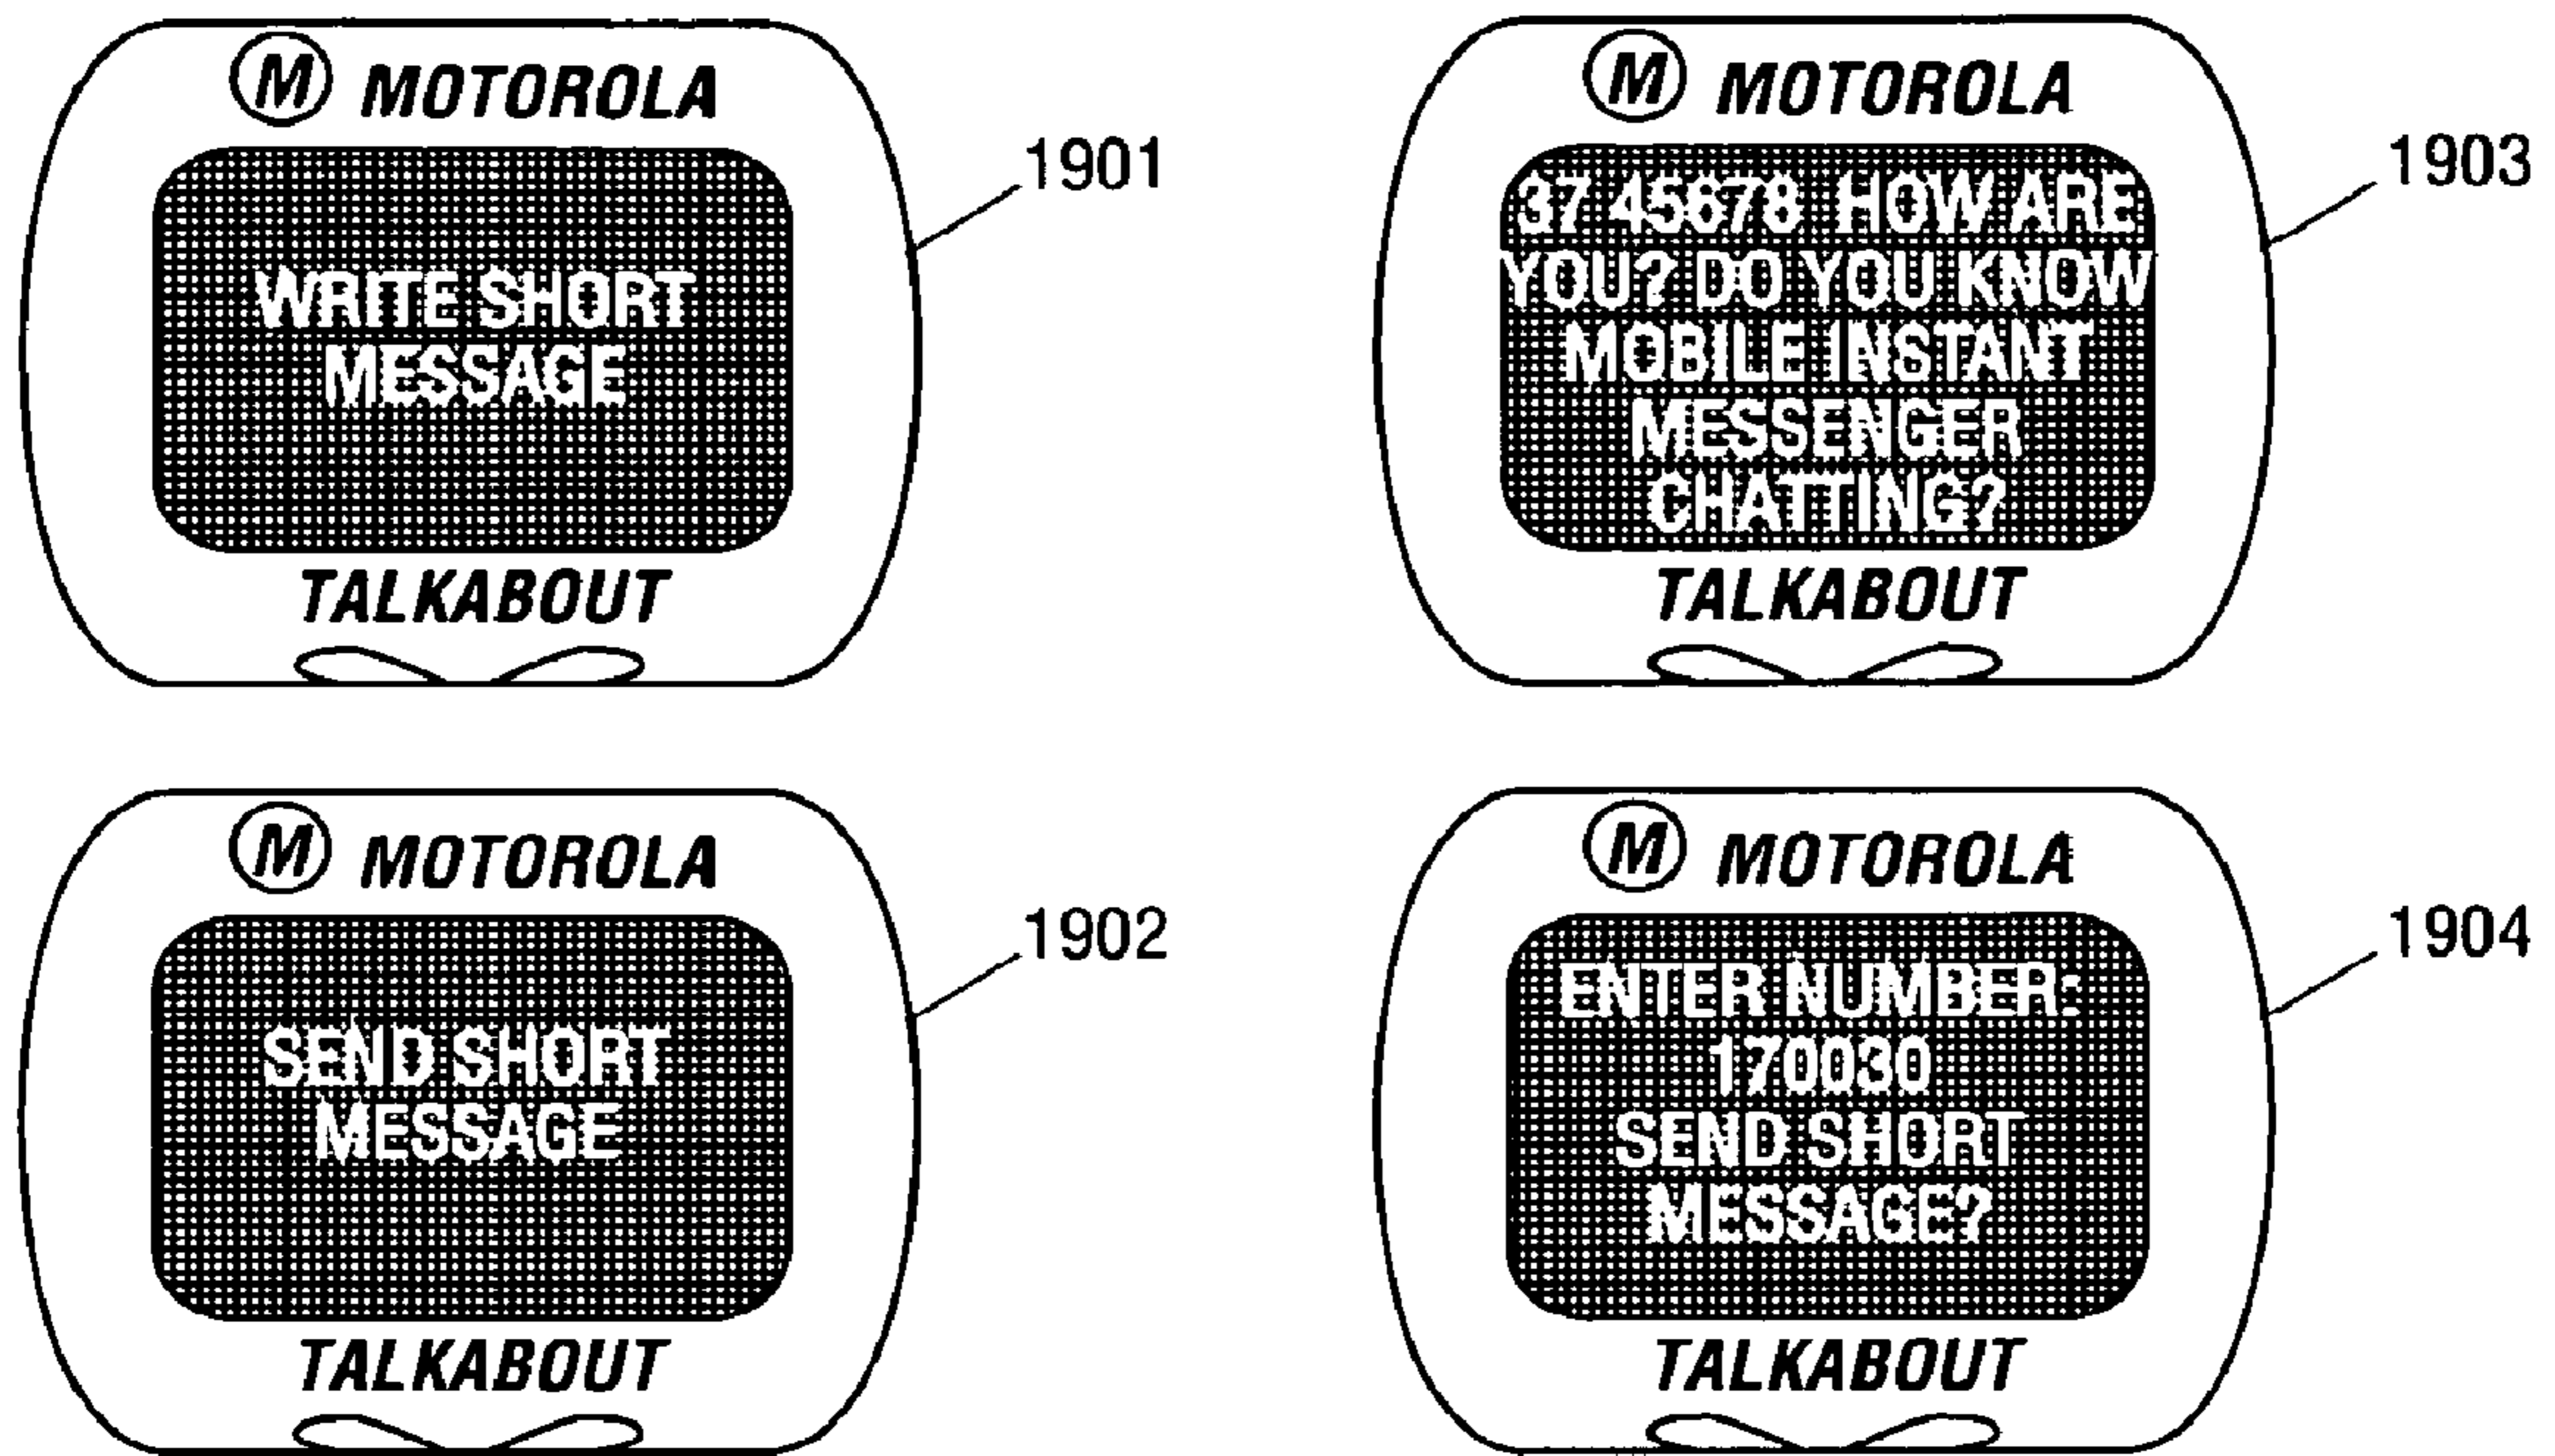 M MOTOROLA
WRITE SHORT
MESSAGE
TALKABOUT
1901
M MOTOROLA
37 45678 HOW ARE
YOU? DO YOU KNOW
MOBILE INSTANT
MESSENGER
CHATTING?
TALKABOUT
1903
M MOTOROLA
SEND SHORT
MESSAGE
TALKABOUT
1902
M MOTOROLA
ENTER NUMBER:
170030
SEND SHORT
MESSAGE?
TALKABOUT
1904